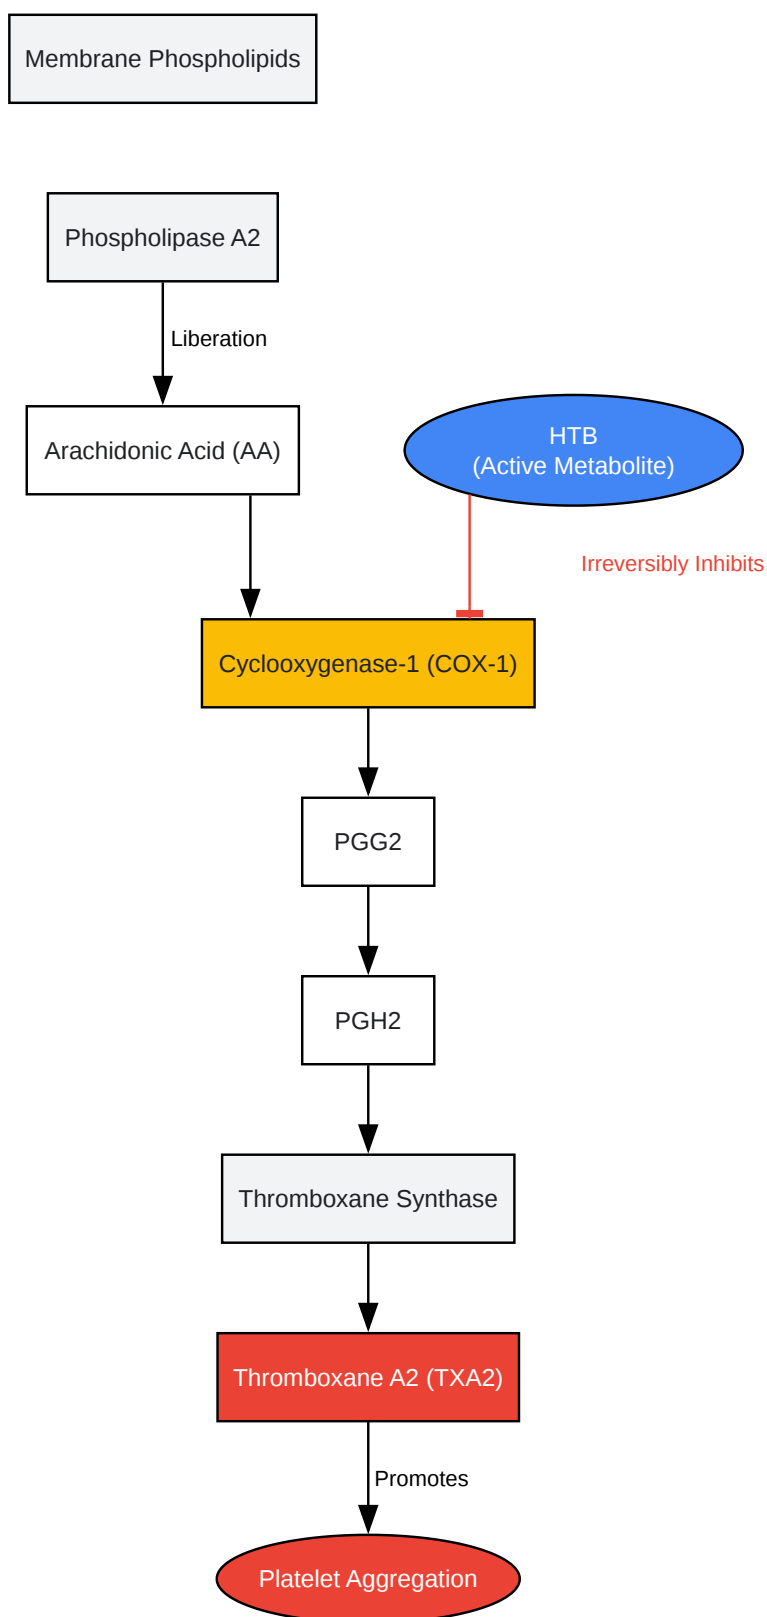 Membrane Phospholipids
Phospholipase A2
Liberation
Arachidonic Acid (AA)
HTB
(Active Metabolite)
Irreversibly Inhibits
Cyclooxygenase-1 (COX-1)
PGG2
PGH2
Thromboxane Synthase
Thromboxane A2 (TXA2)
Promotes
Platelet Aggregation